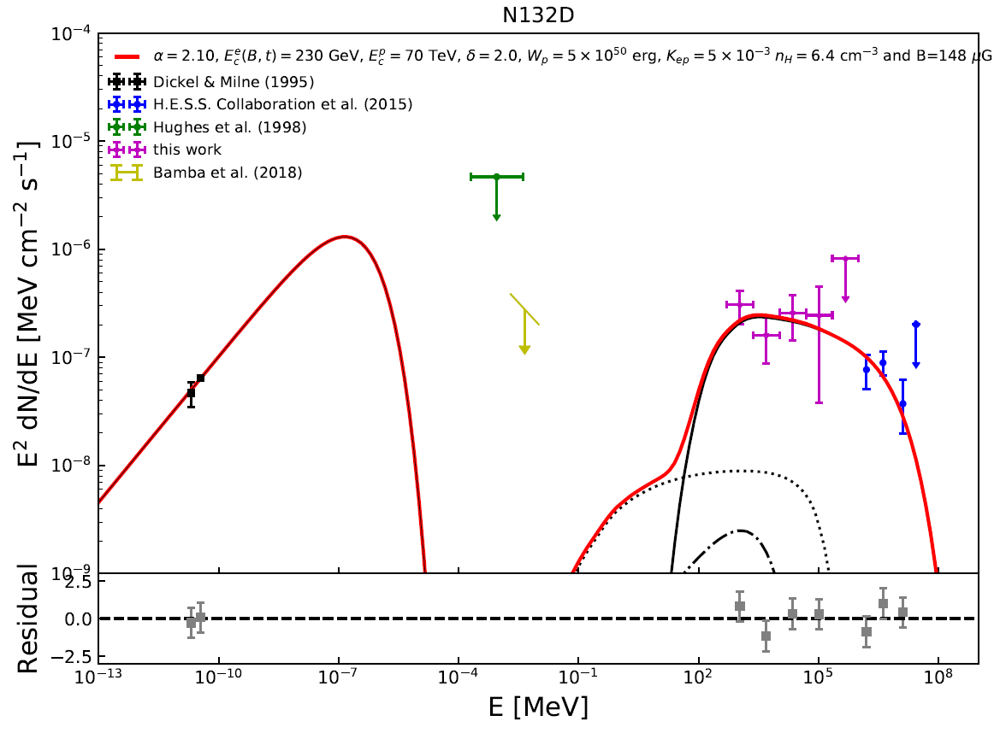 N132D
α = 2.10, E_c^e(B, t) = 230 GeV, E_c^p = 70 TeV, δ = 2.0, W_p = 5 × 10^50 erg, K_ep = 5 × 10^−3 n_H = 6.4 cm^−3 and B=148 μG
Dickel & Milne (1995)
H.E.S.S. Collaboration et al. (2015)
Hughes et al. (1998)
this work
Bamba et al. (2018)
E^2 dN/dE [MeV cm^−2 s^−1]
10^−4
10^−5
10^−6
10^−7
10^−8
10^−9
Residual
2.5
0.0
−2.5
10^−13 10^−10 10^−7 10^−4 10^−1 10^2 10^5 10^8
E [MeV]